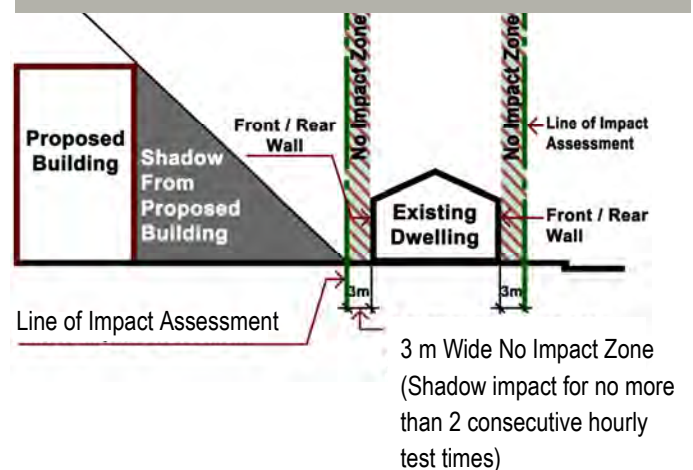 No Impact Zone
No Impact Zone
Proposed
Building
Shadow
From
Proposed
Building
Front / Rear
Wall
Existing
Dwelling
Line of Impact
Assessment
Front / Rear
Wall
3m
3m
Line of Impact Assessment
3 m Wide No Impact Zone
(Shadow impact for no more
than 2 consecutive hourly
test times)